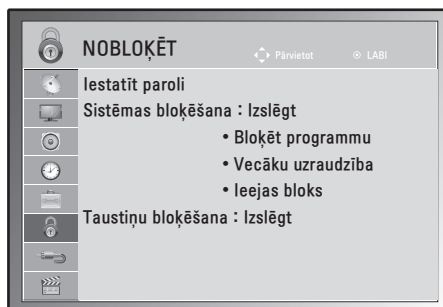 NOBLOĶĒT
Pārvietot
LABI
Iestatīt paroli
Sistēmas bloķēšana : Izslēgt
• Bloķēt programmu
• Vecāku uzraudzība
• Ieejas bloks
Taustiņu bloķēšana : Izslēgt